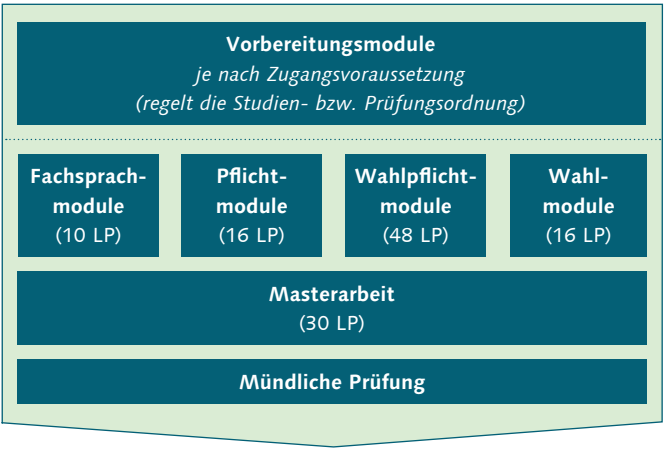 Vorbereitungsmodule
je nach Zugangsvoraussetzung
(regelt die Studien- bzw. Prüfungsordnung)
Fachsprach-
module
(10 LP)
Pflicht-
module
(16 LP)
Wahlpflicht-
module
(48 LP)
Wahl-
module
(16 LP)
Masterarbeit
(30 LP)
Mündliche Prüfung